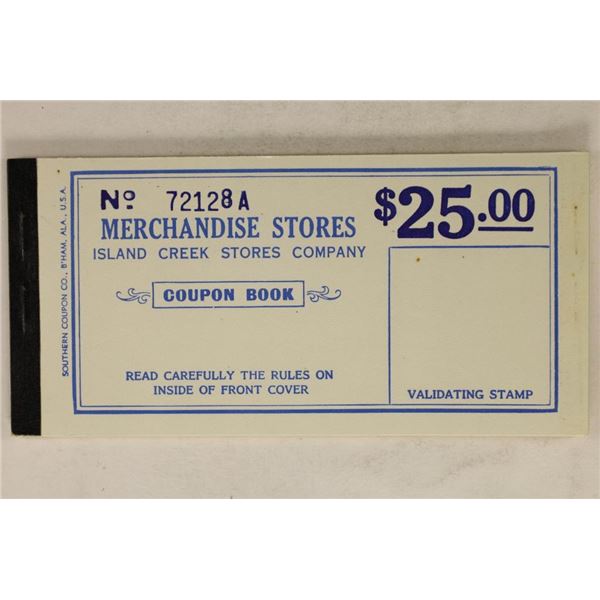 Nº 72128A
$25.00
MERCHANDISE STORES
ISLAND CREEK STORES COMPANY
COUPON BOOK
READ CAREFULLY THE RULES ON
INSIDE OF FRONT COVER
VALIDATING STAMP
SOUTHERN COUPON CO., B'HAM, ALA., U.S.A.